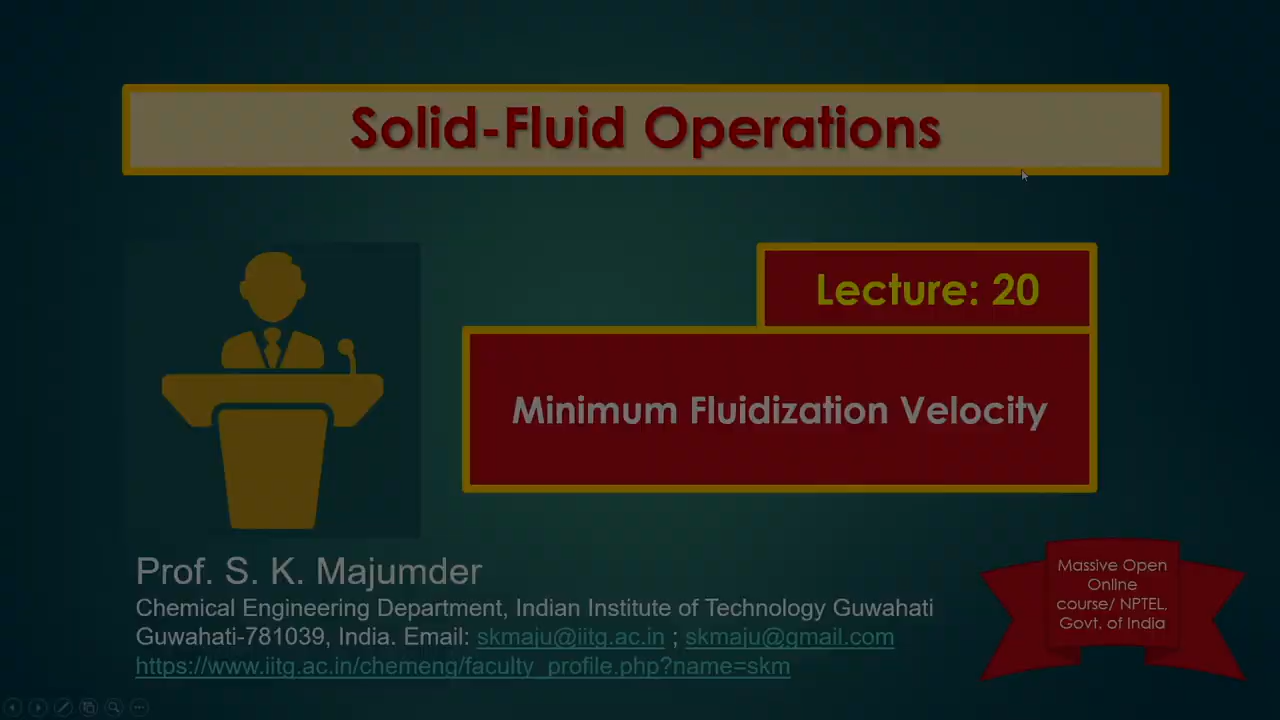 Solid-Fluid Operations
Lecture: 20
Minimum Fluidization Velocity
Prof. S. K. Majumder
Chemical Engineering Department, Indian Institute of Technology Guwahati
Guwahati-781039, India. Email: skmaju@iitg.ac.in ; skmaju@gmail.com
https://www.iitg.ac.in/chemeng/faculty_profile.php?name=skm
Massive Open
Online
course/ NPTEL,
Govt. of India